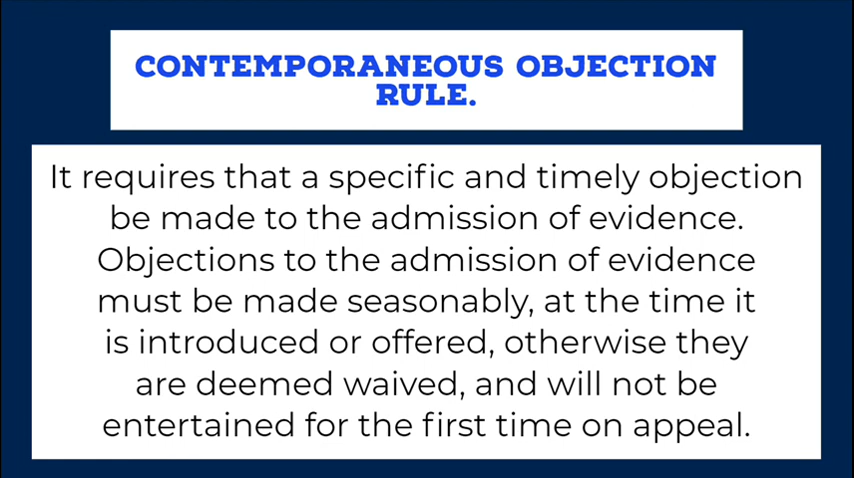 CONTEMPORANEOUS OBJECTION
RULE.
It requires that a specific and timely objection
be made to the admission of evidence.
Objections to the admission of evidence
must be made seasonably, at the time it
is introduced or offered, otherwise they
are deemed waived, and will not be
entertained for the first time on appeal.